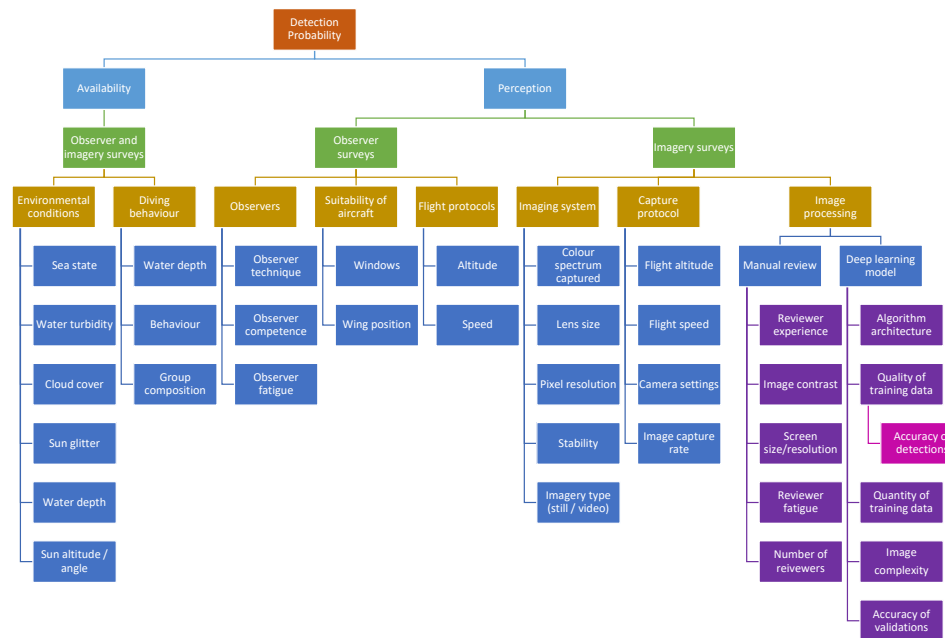 Detection
Probability
Availability
Perception
Observer and
imagery surveys
Observer
surveys
Imagery surveys
Environmental
conditions
Diving
behaviour
Observers
Suitability of
aircraft
Flight protocols
Imaging system
Capture
protocol
Image
processing
Sea state
Water turbidity
Cloud cover
Sun glitter
Water depth
Sun altitude /
angle
Water depth
Behaviour
Group
composition
Observer
technique
Observer
competence
Observer
fatigue
Windows
Wing position
Altitude
Speed
Colour
spectrum
captured
Lens size
Pixel resolution
Stability
Imagery type
(still / video)
Flight altitude
Flight speed
Camera settings
Image capture
rate
Manual review
Reviewer
experience
Image contrast
Screen
size/resolution
Reviewer
fatigue
Number of
reivewers
Deep learning
model
Algorithm
architecture
Quality of
training data
Accuracy o
detections
Quantity of
training data
Image
complexity
Accuracy of
validations